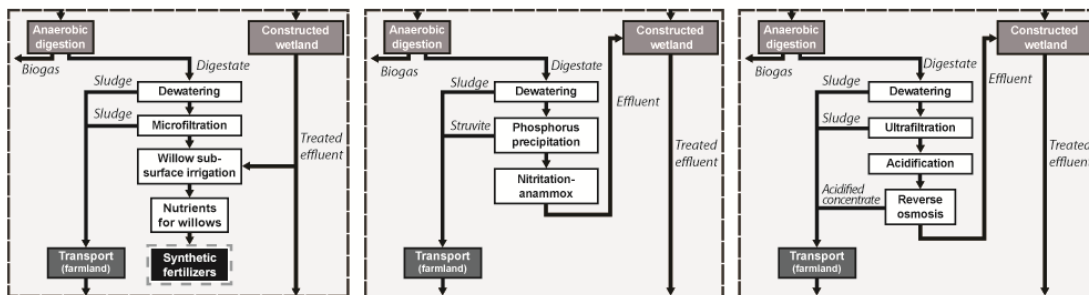 Anaerobic
digestion
Constructed
wetland
Biogas
Digestate
Sludge
Dewatering
Sludge
Microfiltration
Treated
effluent
Willow sub-
surface irrigation
Nutrients
for willows
Transport
(farmland)
Synthetic
fertilizers
Anaerobic
digestion
Constructed
wetland
Biogas
Digestate
Sludge
Dewatering
Effluent
Struvite
Phosphorus
precipitation
Treated
effluent
Nitritation-
anammox
Transport
(farmland)
Anaerobic
digestion
Constructed
wetland
Biogas
Digestate
Effluent
Sludge
Dewatering
Sludge
Ultrafiltration
Treated
effluent
Acidification
Acidified
concentrate
Reverse
osmosis
Transport
(farmland)